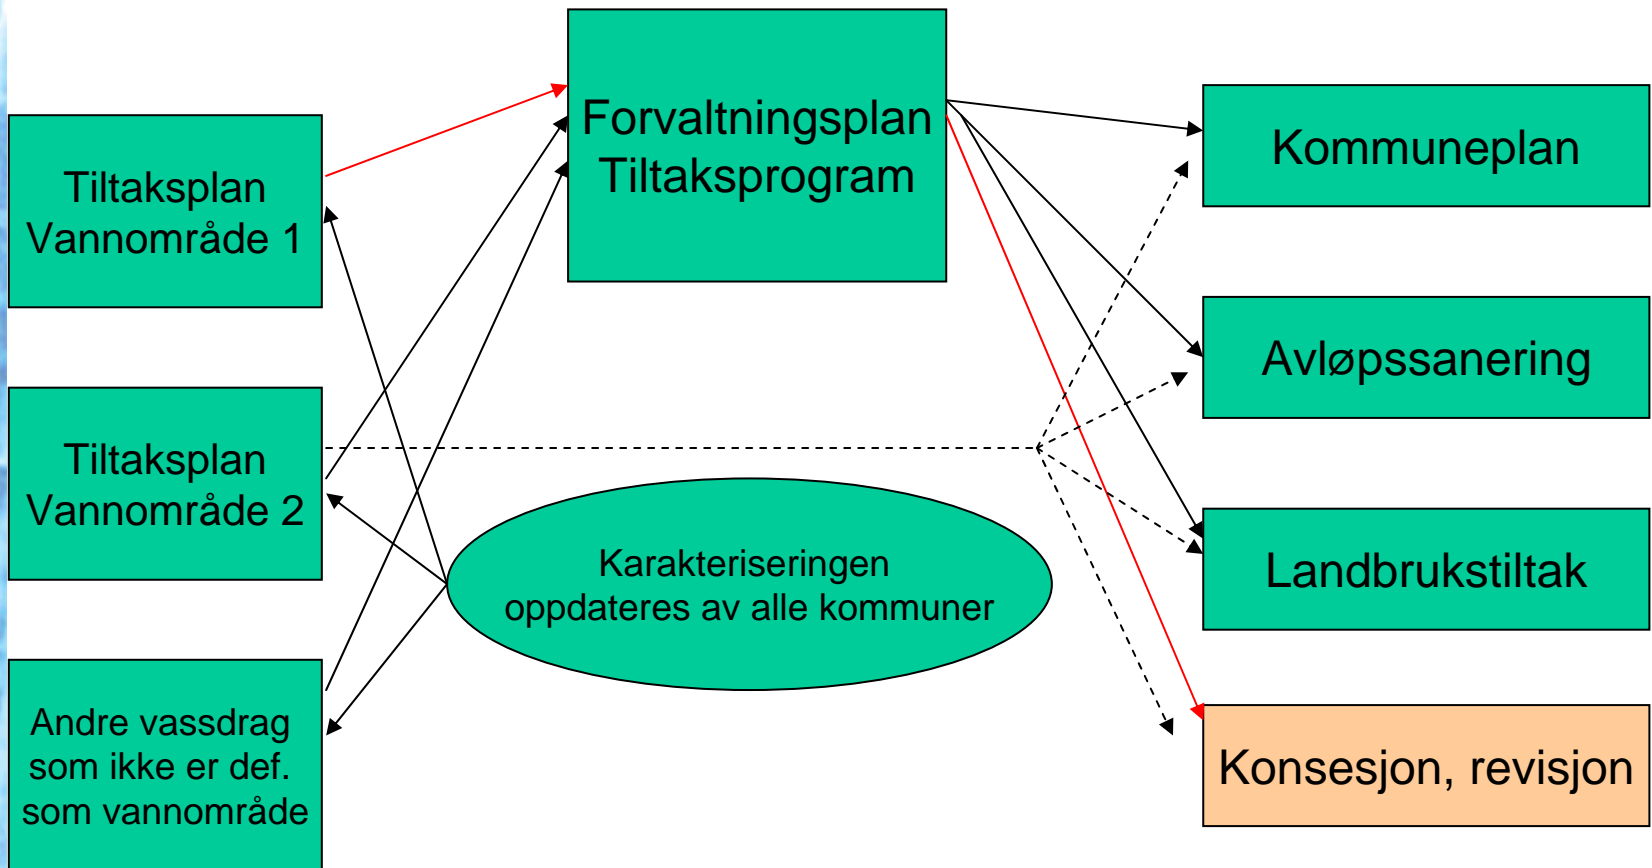 Forvaltningsplan
Tiltaksprogram
Tiltaksplan
Vannområde 1
Tiltaksplan
Vannområde 2
Andre vassdrag
som ikke er def.
som vannområde
Karakteriseringen
oppdateres av alle kommuner
Kommuneplan
Avløpssanering
Landbrukstiltak
Konsesjon, revisjon